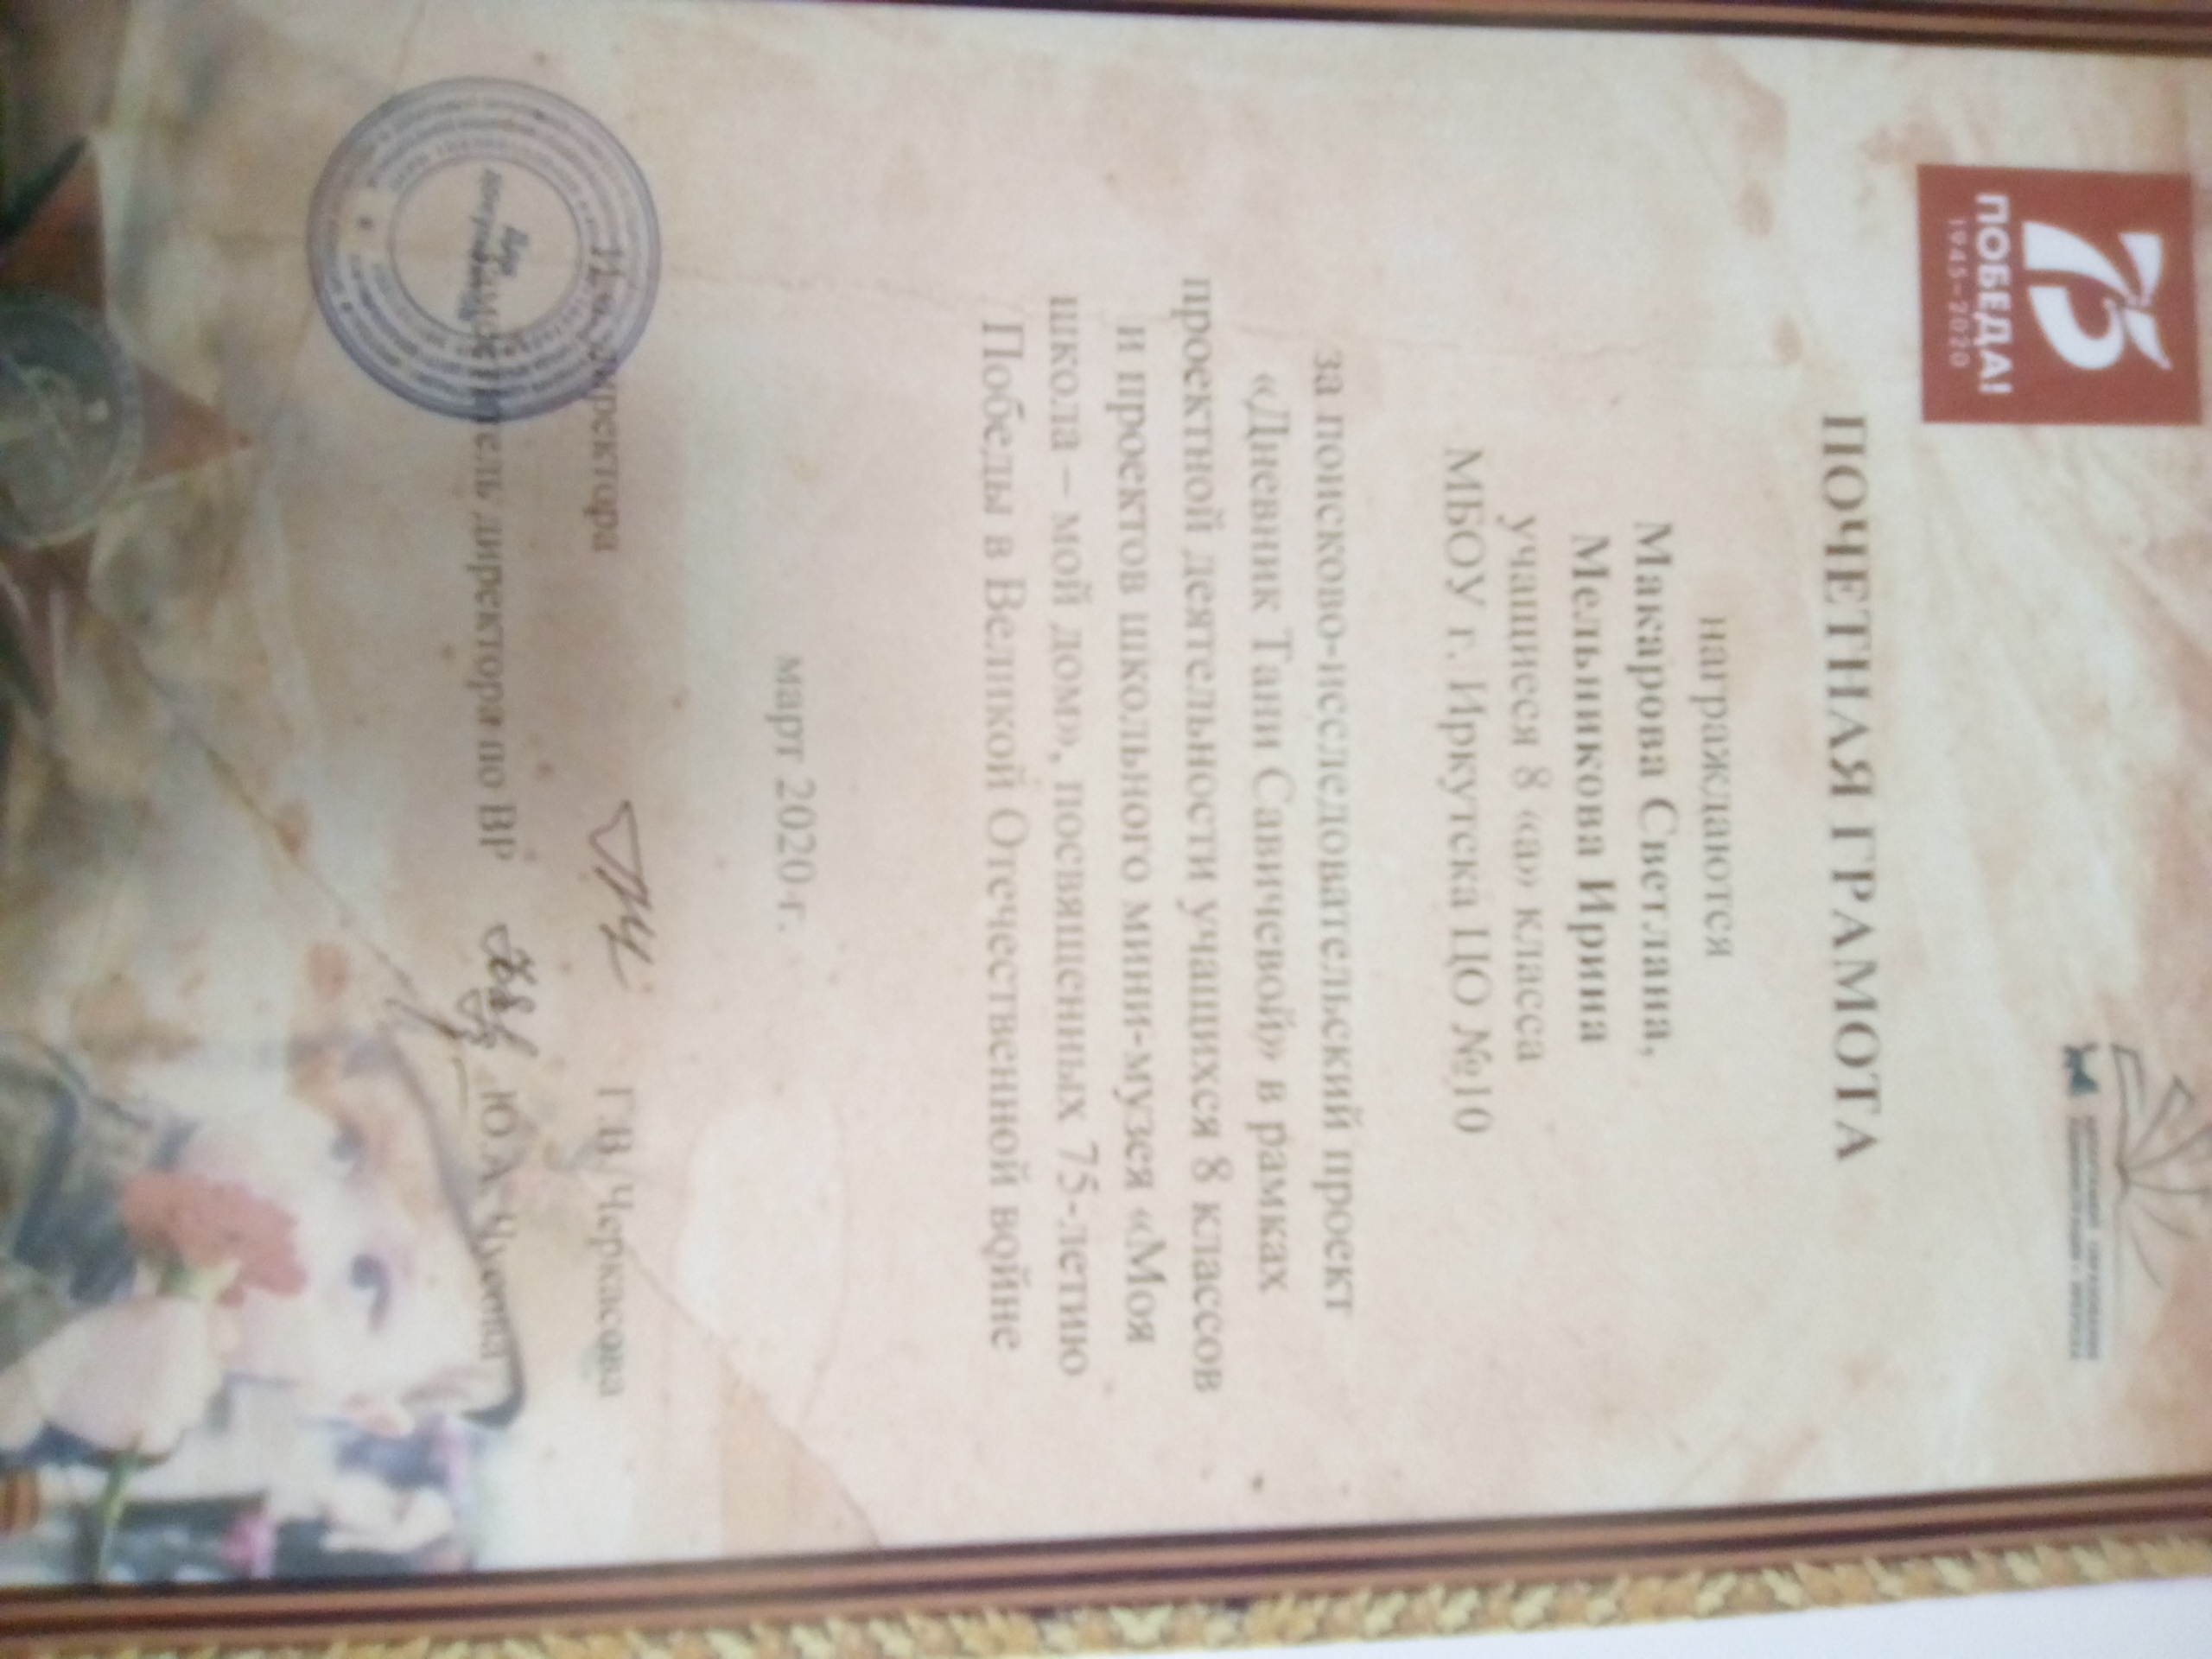 75
ПОБЕДА!
1945–2020
ПОЧЕТНАЯ ГРАМОТА
награждаются
Макарова Светлана,
Мельникова Ирина
учащиеся 8 «а» класса
МБОУ г. Иркутска ЦО №10
за поисково-исследовательский проект
«Дневник Тани Савичевой» в рамках
проектной деятельности учащихся 8 классов
и проектов школьного мини-музея «Моя
школа – мой дом», посвященных 75-летию
Победы в Великой Отечественной войне
март 2020 г.
директора Г.В. Черкасова
Заместитель директора по ВР Ю.А.